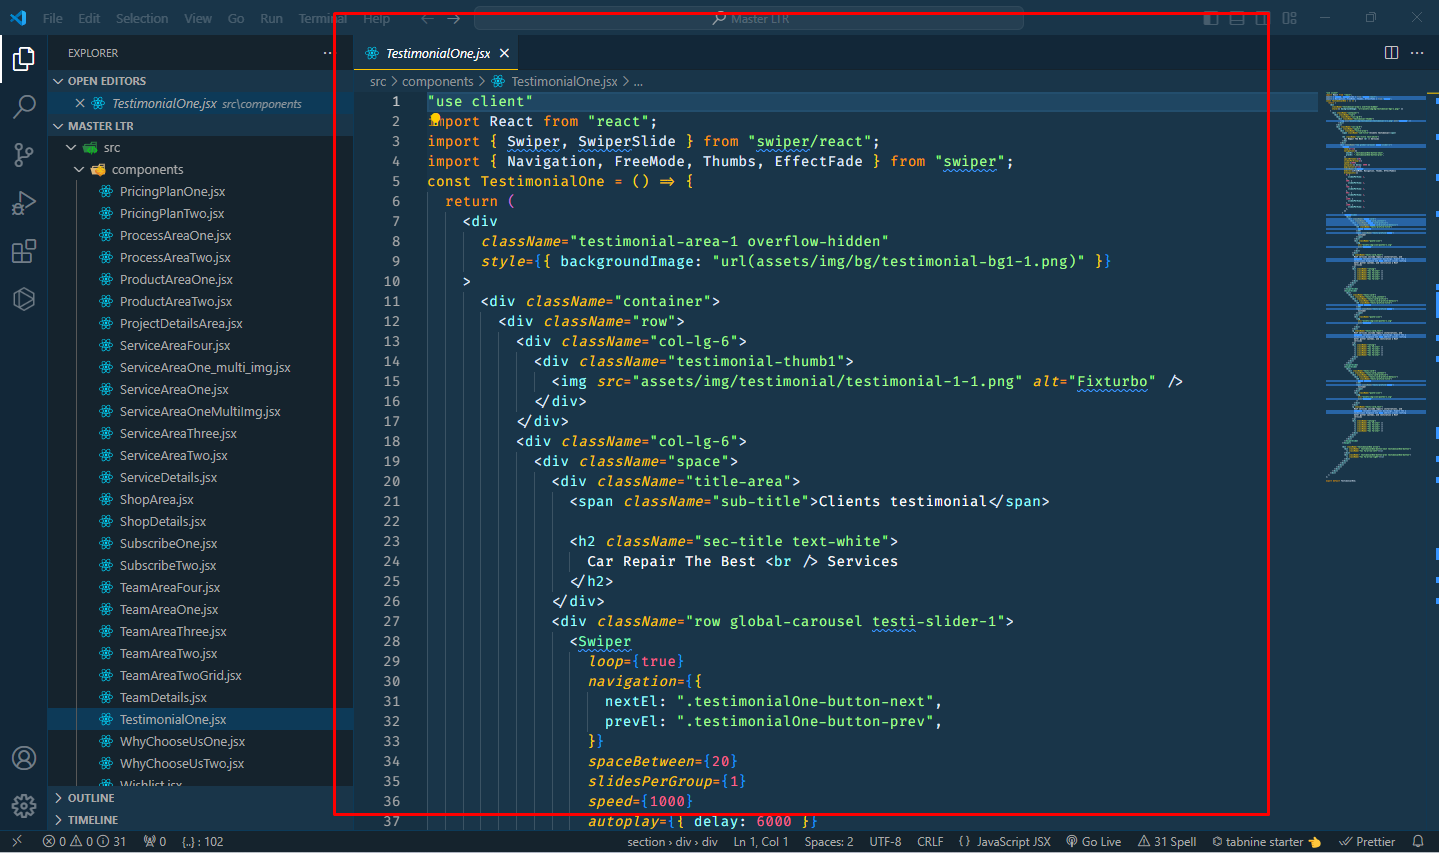 File Edit Selection View Go Run Terminal Help Master LTR
EXPLORER
OPEN EDITORS
TestimonialOne.jsx src\components
MASTER LTR
src
components
PricingPlanOne.jsx
PricingPlanTwo.jsx
ProcessAreaOne.jsx
ProcessAreaTwo.jsx
ProductAreaOne.jsx
ProductAreaTwo.jsx
ProjectDetailsArea.jsx
ServiceAreaFour.jsx
ServiceAreaOne_multi_img.jsx
ServiceAreaOne.jsx
ServiceAreaOneMultiImg.jsx
ServiceAreaThree.jsx
ServiceAreaTwo.jsx
ServiceDetails.jsx
ShopArea.jsx
ShopDetails.jsx
SubscribeOne.jsx
SubscribeTwo.jsx
TeamAreaFour.jsx
TeamAreaOne.jsx
TeamAreaThree.jsx
TeamAreaTwo.jsx
TeamAreaTwoGrid.jsx
TeamDetails.jsx
TestimonialOne.jsx
WhyChooseUsOne.jsx
WhyChooseUsTwo.jsx
Wishlist.jsx
OUTLINE
TIMELINE
TestimonialOne.jsx
src > components > TestimonialOne.jsx > ...
1 "use client"
2 import React from "react";
3 import { Swiper, SwiperSlide } from "swiper/react";
4 import { Navigation, FreeMode, Thumbs, EffectFade } from "swiper";
5 const TestimonialOne = () => {
6 return (
7 <div
8 className="testimonial-area-1 overflow-hidden"
9 style={{ backgroundImage: "url(assets/img/bg/testimonial-bg1-1.png)" }}
10 >
11 <div className="container">
12 <div className="row">
13 <div className="col-lg-6">
14 <div className="testimonial-thumb1">
15 <img src="assets/img/testimonial/testimonial-1-1.png" alt="Fixturbo" />
16 </div>
17 </div>
18 <div className="col-lg-6">
19 <div className="space">
20 <div className="title-area">
21 <span className="sub-title">Clients testimonial</span>
22
23 <h2 className="sec-title text-white">
24 Car Repair The Best <br /> Services
25 </h2>
26 </div>
27 <div className="row global-carousel testi-slider-1">
28 <Swiper
29 loop={true}
30 navigation={{
31 nextEl: ".testimonialOne-button-next",
32 prevEl: ".testimonialOne-button-prev",
33 }}
34 spaceBetween={20}
35 slidesPerGroup={1}
36 speed={1000}
37 autoplay={{ delay: 6000 }}
0 0 31 0 {..} : 102 section > div > div Ln 1, Col 1 Spaces: 2 UTF-8 CRLF {} JavaScript JSX Go Live 31 Spell tabnine starter Prettier